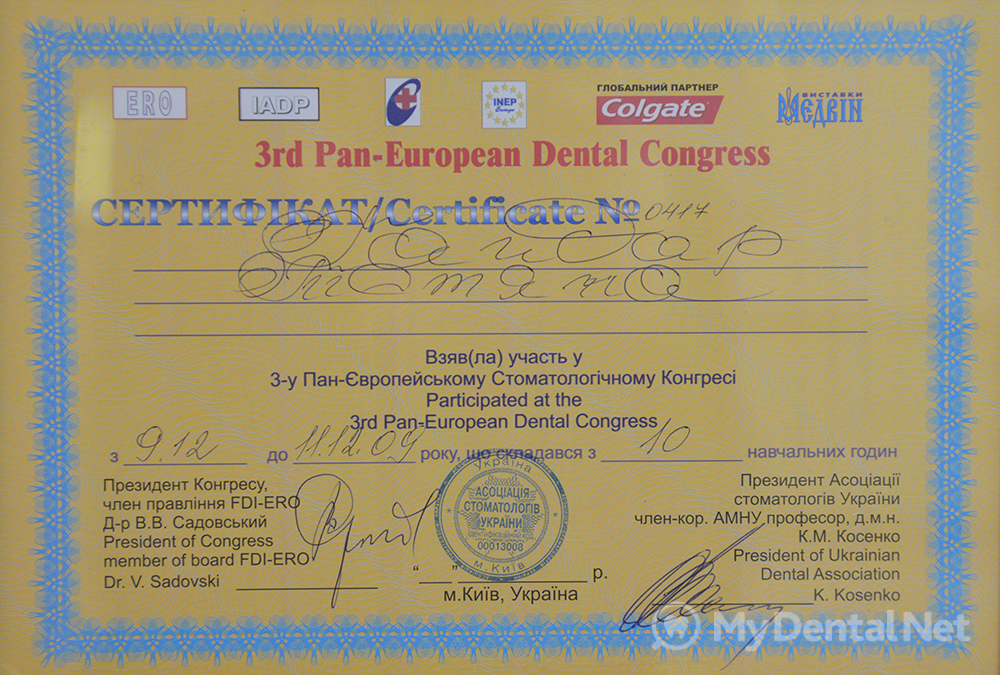 ERO
IADP
INEP
Europe
ГЛОБАЛЬНИЙ ПАРТНЕР
Colgate
ВИСТАВКИ
МЕДВІН
3rd Pan-European Dental Congress
СЕРТИФІКАТ/Certificate № 0417
Гайдар
Тетяна
Взяв(ла) участь у
3-у Пан-Європейському Стоматологічному Конгресі
Participated at the
3rd Pan-European Dental Congress
з 9.12 до 11.12.09 року, що складався з 10 навчальних годин
Президент Конгресу,
член правління FDI-ERO
Д-р В.В. Садовський
President of Congress
member of board FDI-ERO
Dr. V. Sadovski
Україна
АСОЦІАЦІЯ
СТОМАТОЛОГІВ
УКРАЇНИ
ІДЕНТИФІКАЦІЙНИЙ КОД
00013008
м. Київ
“ ” р.
м.Київ, Україна
Президент Асоціації
стоматологів України
член-кор. АМНУ професор, д.м.н.
К.М. Косенко
President of Ukrainian
Dental Association
K. Kosenko
MyDentalNet